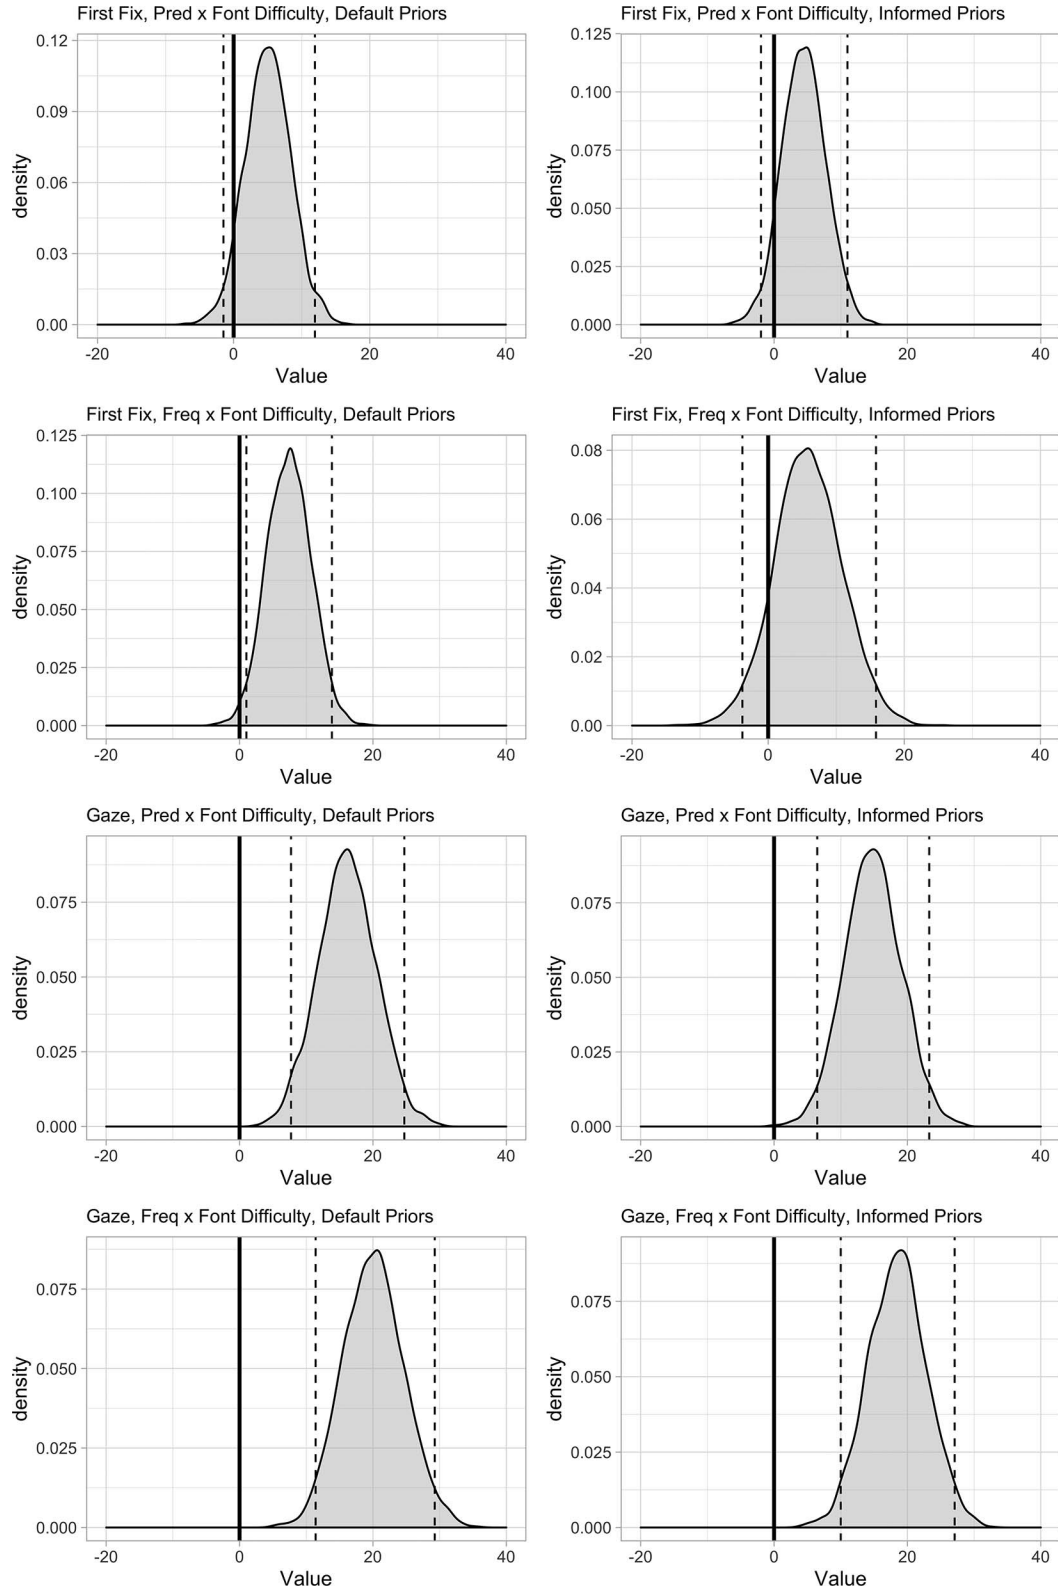 First Fix, Pred x Font Difficulty, Default Priors
0.12
0.09
0.06
0.03
0.00
density
-20 0 20 40
Value
First Fix, Pred x Font Difficulty, Informed Priors
0.125
0.100
0.075
0.050
0.025
0.000
density
-20 0 20 40
Value
First Fix, Freq x Font Difficulty, Default Priors
0.125
0.100
0.075
0.050
0.025
0.000
density
-20 0 20 40
Value
First Fix, Freq x Font Difficulty, Informed Priors
0.08
0.06
0.04
0.02
0.00
density
-20 0 20 40
Value
Gaze, Pred x Font Difficulty, Default Priors
0.075
0.050
0.025
0.000
density
-20 0 20 40
Value
Gaze, Pred x Font Difficulty, Informed Priors
0.075
0.050
0.025
0.000
density
-20 0 20 40
Value
Gaze, Freq x Font Difficulty, Default Priors
0.075
0.050
0.025
0.000
density
-20 0 20 40
Value
Gaze, Freq x Font Difficulty, Informed Priors
0.075
0.050
0.025
0.000
density
-20 0 20 40
Value